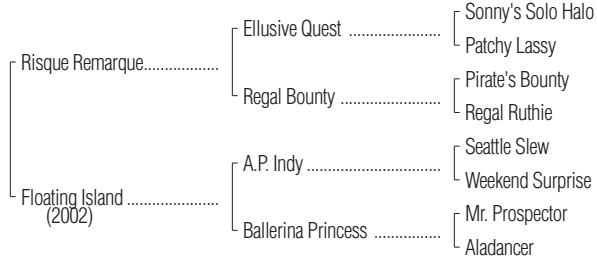 Sonny's Solo Halo
Ellusive Quest ....................
Patchy Lassy
Risque Remarque...................
Pirate's Bounty
Regal Bounty ......................
Regal Ruthie
Seattle Slew
A.P. Indy .............................
Weekend Surprise
Floating Island ....................
(2002)
Mr. Prospector
Ballerina Princess ...............
Aladancer